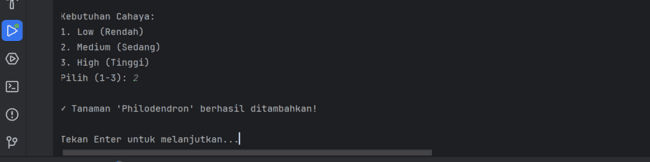 Kebutuhan Cahaya:
1. Low (Rendah)
2. Medium (Sedang)
3. High (Tinggi)
Pilih (1-3): 2
✓ Tanaman 'Philodendron' berhasil ditambahkan!
Tekan Enter untuk melanjutkan...